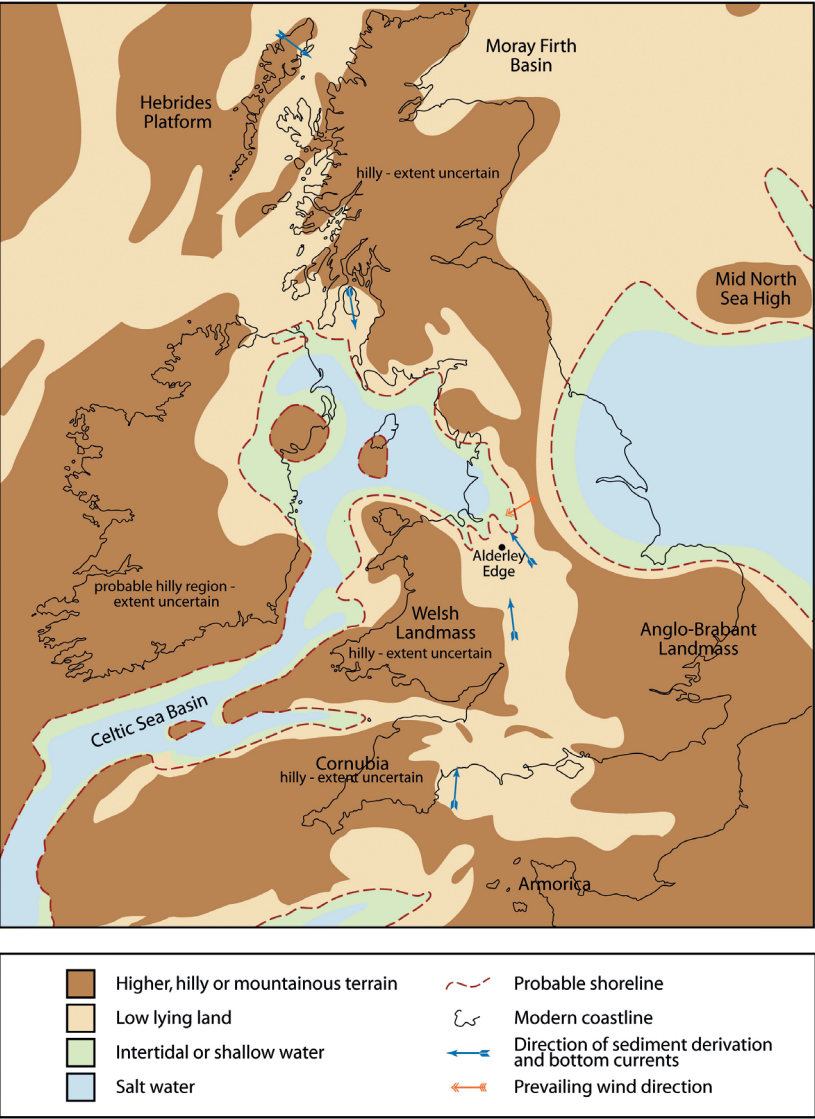 Moray Firth
Basin
Hebrides
Platform
hilly - extent uncertain
Mid North
Sea High
Alderley
Edge
probable hilly region -
extent uncertain
Welsh
Landmass
hilly - extent uncertain
Anglo-Brabant
Landmass
Celtic Sea Basin
Cornubia
hilly - extent uncertain
Armorica
Higher, hilly or mountainous terrain
Low lying land
Intertidal or shallow water
Salt water
Probable shoreline
Modern coastline
Direction of sediment derivation
and bottom currents
Prevailing wind direction